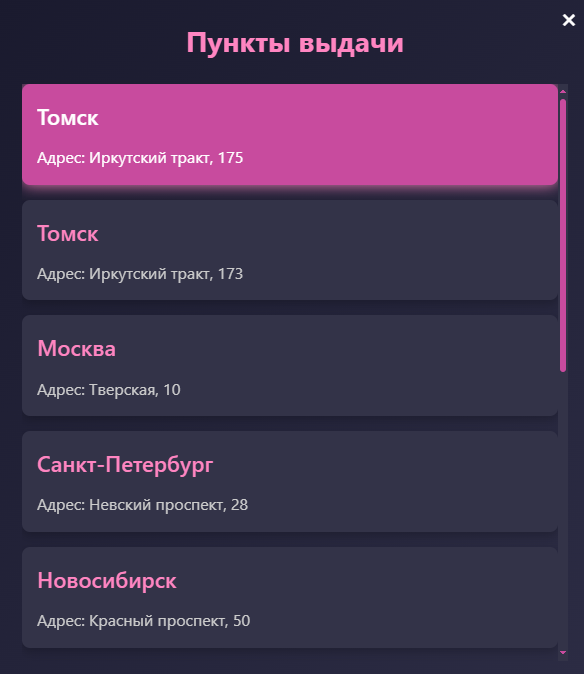 ×
Пункты выдачи
Томск
Адрес: Иркутский тракт, 175
Томск
Адрес: Иркутский тракт, 173
Москва
Адрес: Тверская, 10
Санкт-Петербург
Адрес: Невский проспект, 28
Новосибирск
Адрес: Красный проспект, 50